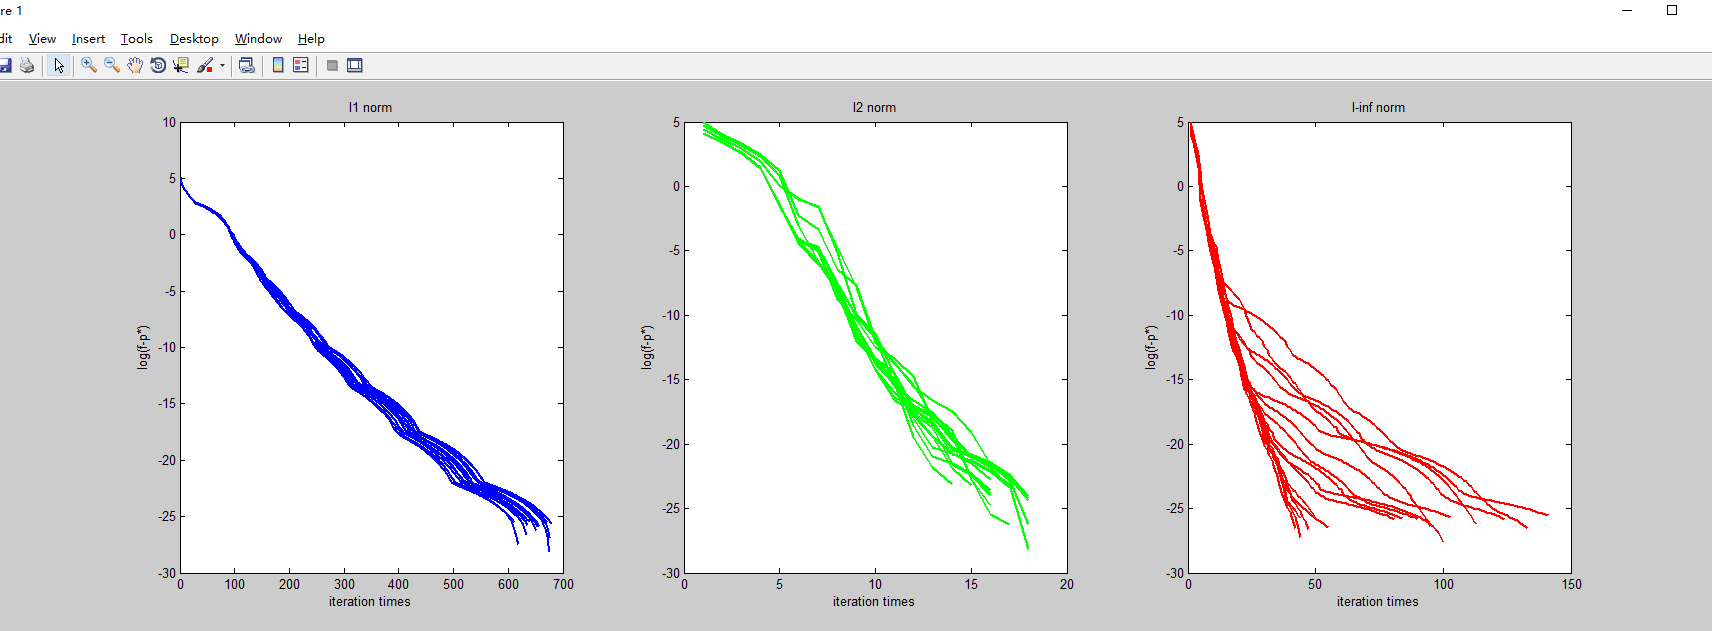 re 1
dit View Insert Tools Desktop Window Help
l1 norm
10
5
0
-5
-10
-15
-20
-25
-30
log(f-p*)
0 100 200 300 400 500 600 700
iteration times
l2 norm
5
0
-5
-10
-15
-20
-25
-30
log(f-p*)
0 5 10 15 20
iteration times
l-inf norm
5
0
-5
-10
-15
-20
-25
-30
log(f-p*)
0 50 100 150
iteration times